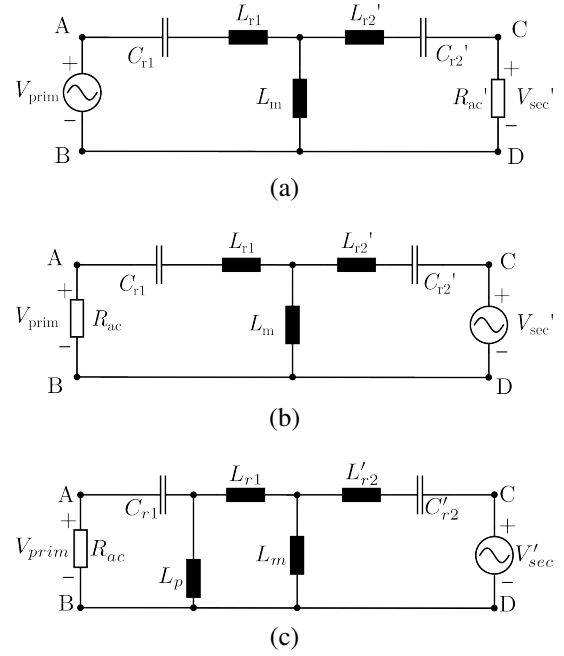 A C_r1 L_r1 L_r2' C_r2' C
+ V_prim − L_m R_ac' + V_sec' −
B D
(a)
A C_r1 L_r1 L_r2' C_r2' C
+ V_prim − R_ac L_m + V_sec' −
B D
(b)
A C_r1 L_r1 L'_r2 C'_r2 C
+ V_prim − R_ac L_p L_m + V'_sec −
B D
(c)